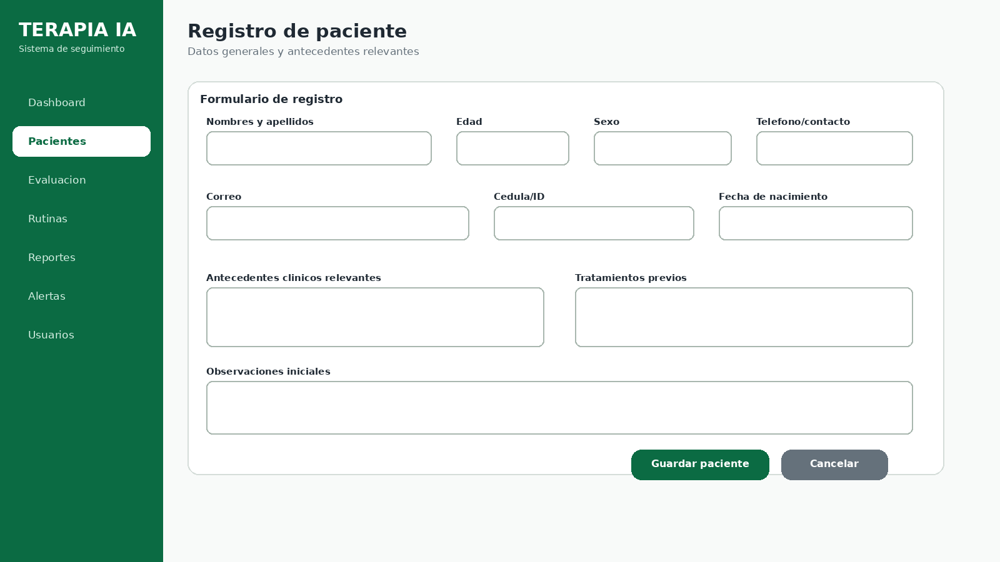 TERAPIA IA
Sistema de seguimiento
Dashboard
Pacientes
Evaluacion
Rutinas
Reportes
Alertas
Usuarios
Registro de paciente
Datos generales y antecedentes relevantes
Formulario de registro
Nombres y apellidos
Edad
Sexo
Telefono/contacto
Correo
Cedula/ID
Fecha de nacimiento
Antecedentes clinicos relevantes
Tratamientos previos
Observaciones iniciales
Guardar paciente
Cancelar